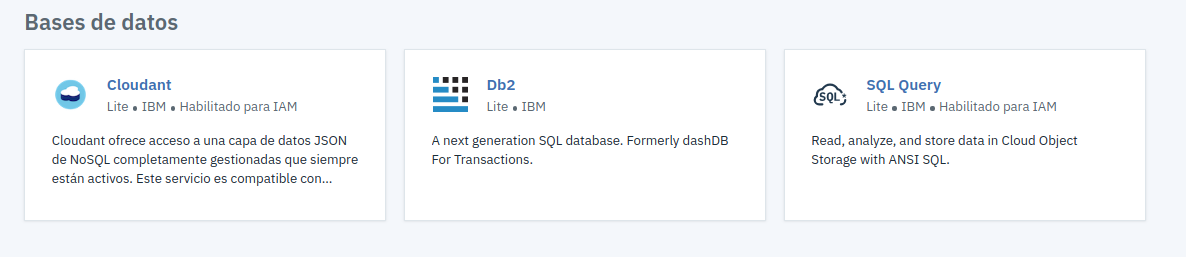 Bases de datos
Cloudant
Lite • IBM • Habilitado para IAM
Cloudant ofrece acceso a una capa de datos JSON
de NoSQL completamente gestionadas que siempre
están activos. Este servicio es compatible con...
Db2
Lite • IBM
A next generation SQL database. Formerly dashDB
For Transactions.
SQL
SQL Query
Lite • IBM • Habilitado para IAM
Read, analyze, and store data in Cloud Object
Storage with ANSI SQL.